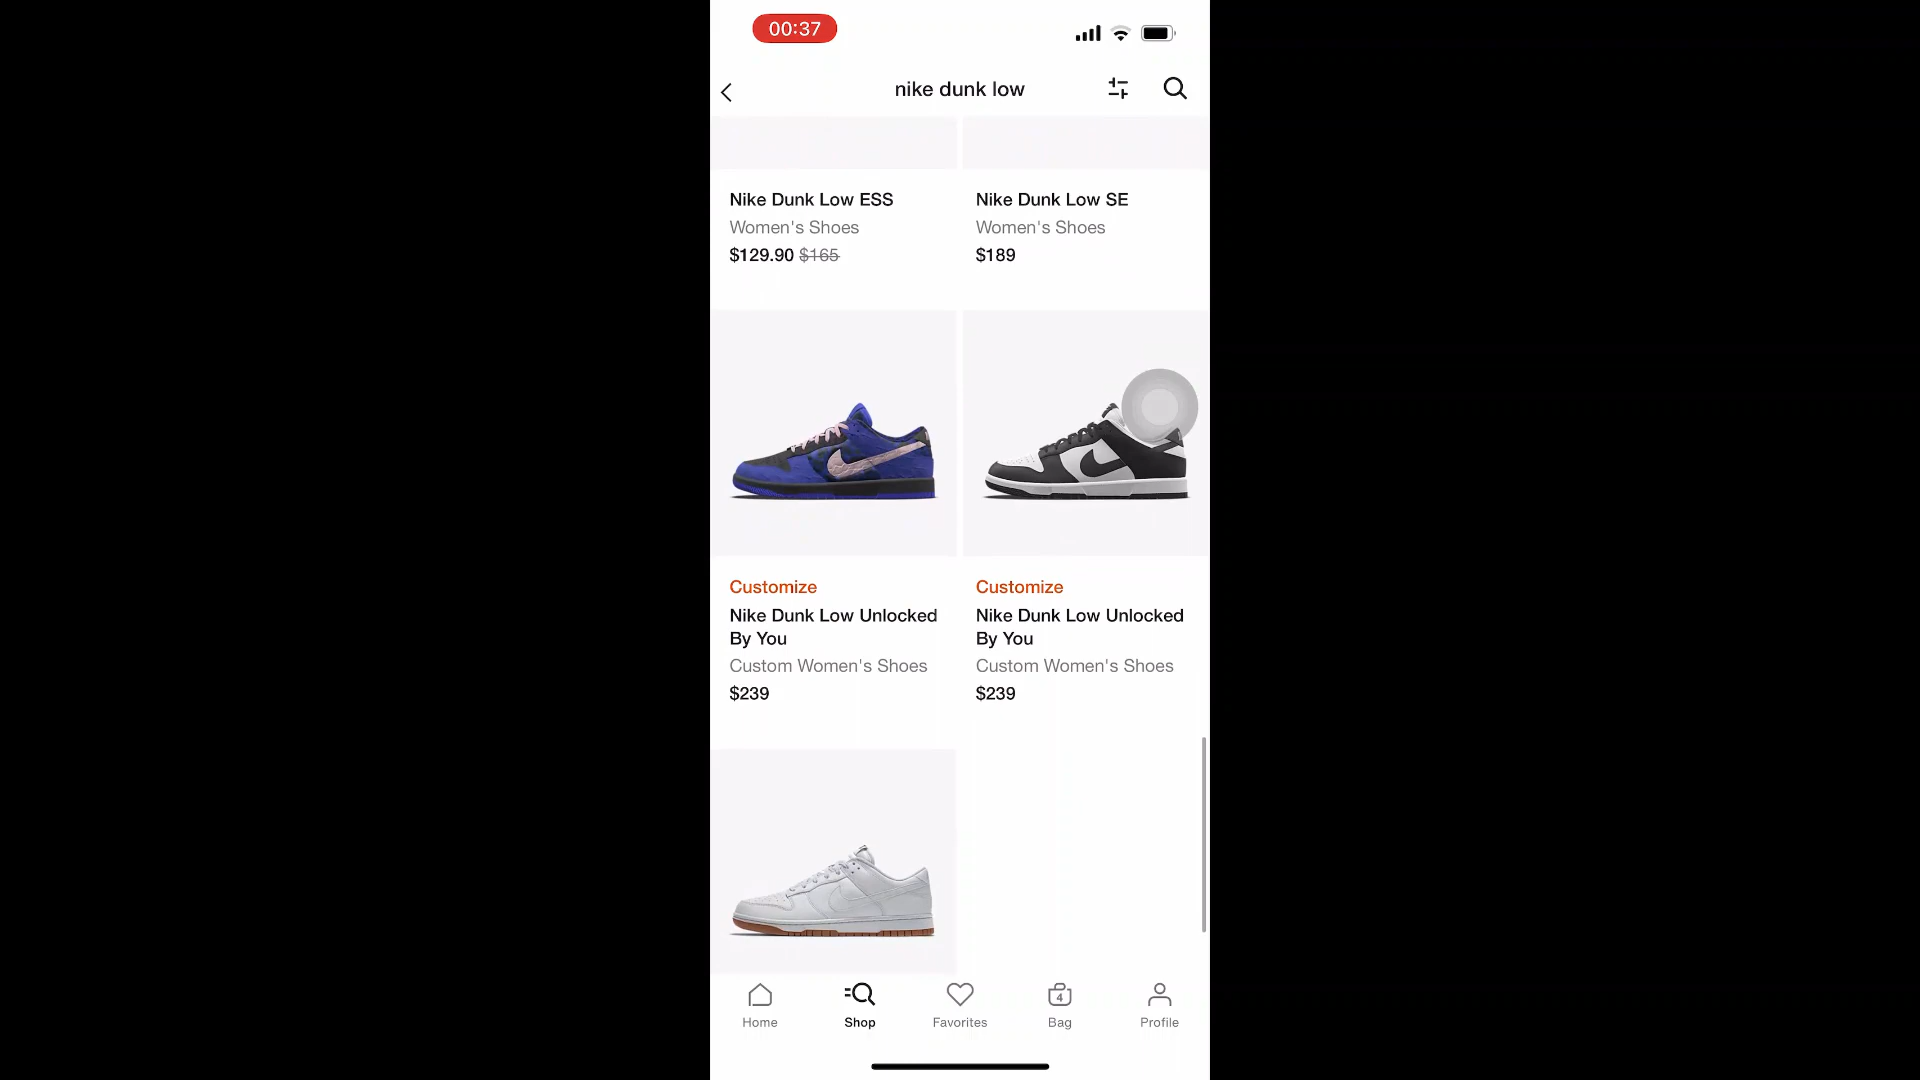 00:37
nike dunk low
Nike Dunk Low ESS
Women's Shoes
$129.90 $165
Nike Dunk Low SE
Women's Shoes
$189
Customize
Nike Dunk Low Unlocked
By You
Custom Women's Shoes
$239
Customize
Nike Dunk Low Unlocked
By You
Custom Women's Shoes
$239
Home
Shop
Favorites
4
Bag
Profile